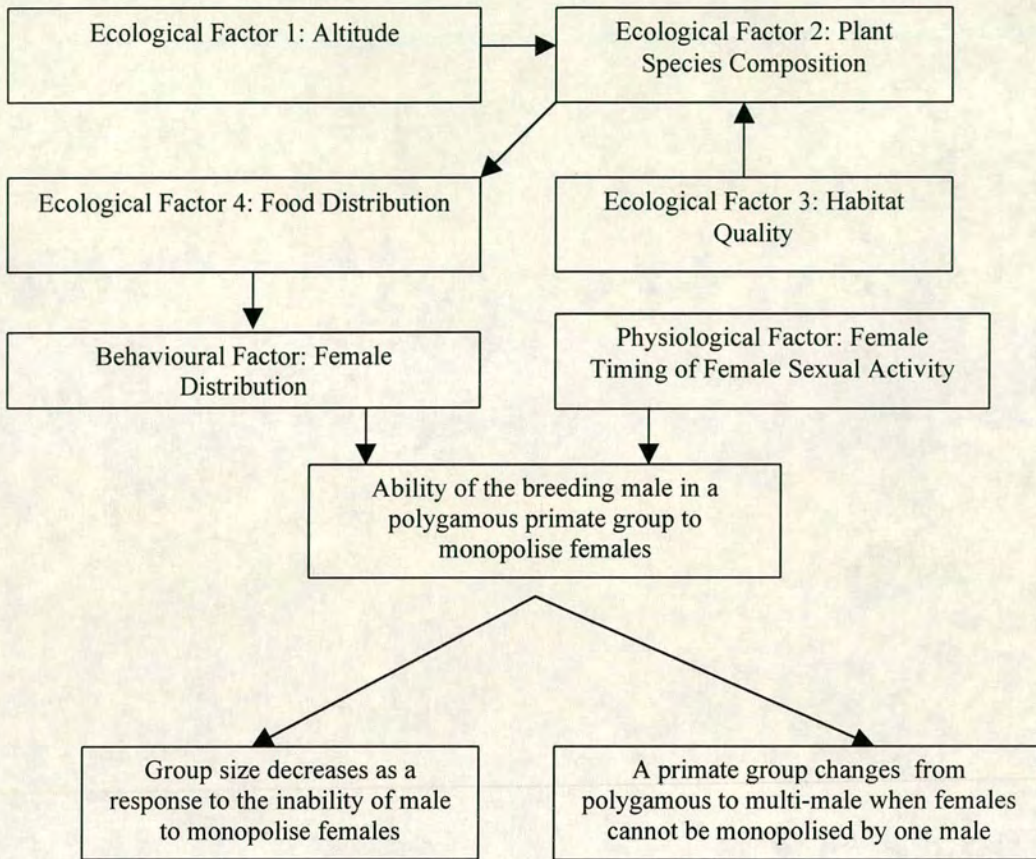 Ecological Factor 1: Altitude
Ecological Factor 2: Plant
Species Composition
Ecological Factor 4: Food Distribution
Ecological Factor 3: Habitat
Quality
Behavioural Factor: Female
Distribution
Physiological Factor: Female
Timing of Female Sexual Activity
Ability of the breeding male in a
polygamous primate group to
monopolise females
Group size decreases as a
response to the inability of male
to monopolise females
A primate group changes from
polygamous to multi-male when females
cannot be monopolised by one male